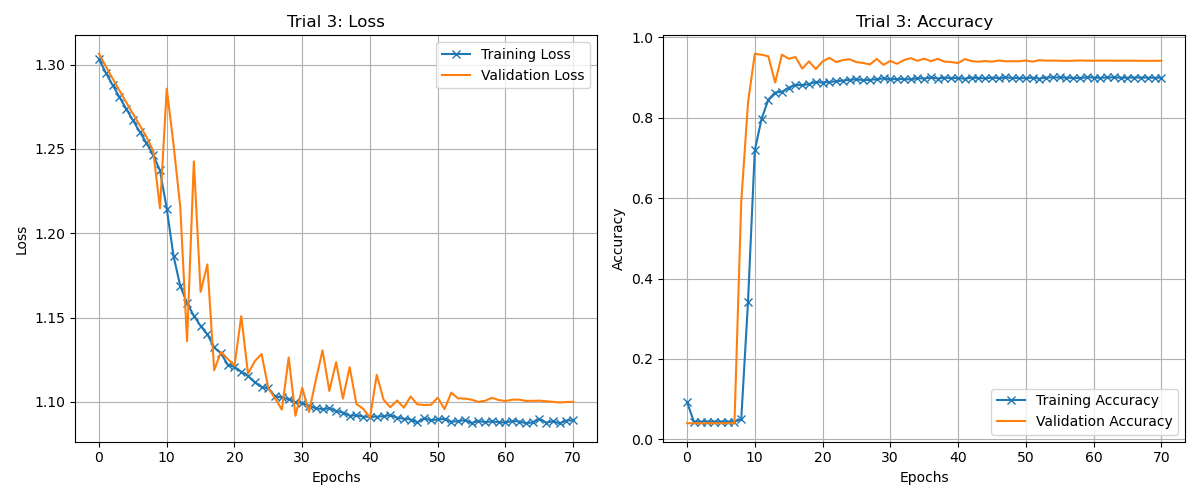 Trial 3: Loss
Training Loss
Validation Loss
1.30
1.25
1.20
1.15
1.10
Loss
0 10 20 30 40 50 60 70
Epochs
Trial 3: Accuracy
1.0
0.8
0.6
0.4
0.2
0.0
Accuracy
Training Accuracy
Validation Accuracy
0 10 20 30 40 50 60 70
Epochs